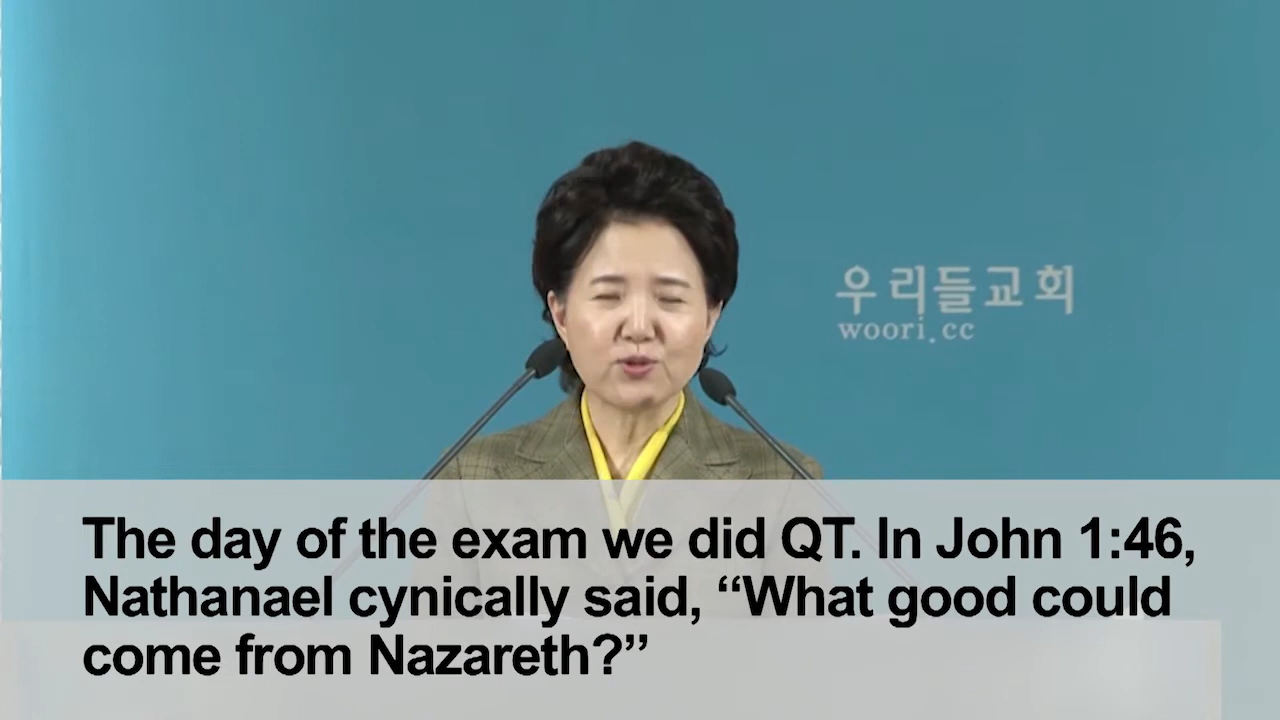 우리들교회
woori.cc
The day of the exam we did QT. In John 1:46,
Nathanael cynically said, “What good could
come from Nazareth?”